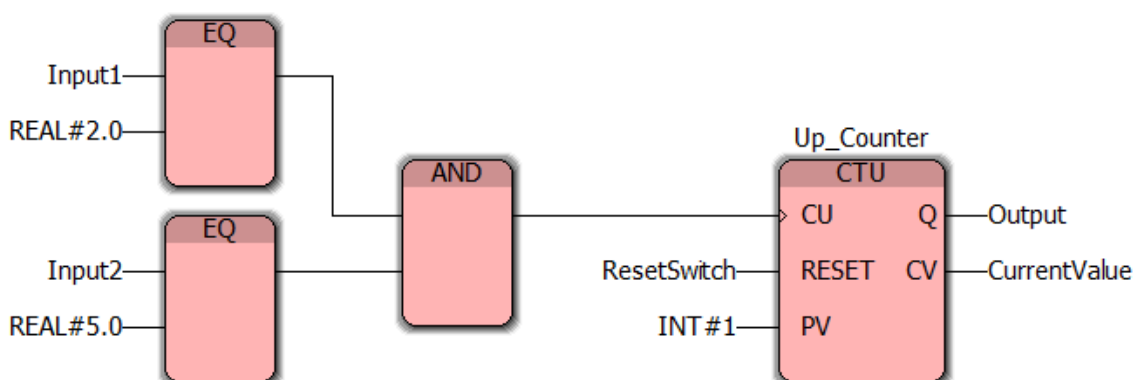 EQ
Input1
REAL#2.0
EQ
Input2
REAL#5.0
AND
Up_Counter
CTU
CU Q Output
ResetSwitch RESET CV CurrentValue
INT#1 PV